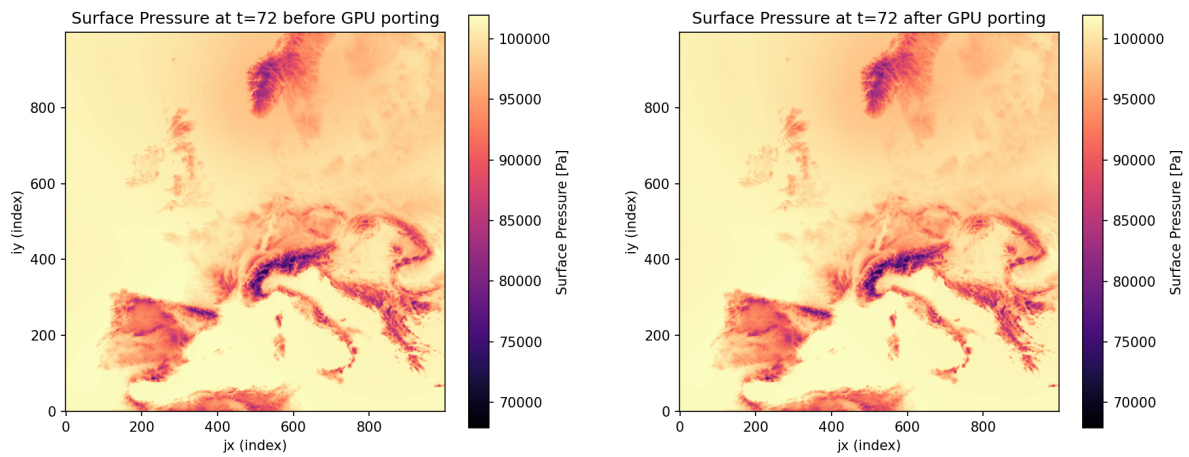 Surface Pressure at t=72 before GPU porting
800
600
400
200
0
0 200 400 600 800
iy (index)
jx (index)
100000
95000
90000
85000
80000
75000
70000
Surface Pressure [Pa]
Surface Pressure at t=72 after GPU porting
800
600
400
200
0
0 200 400 600 800
iy (index)
jx (index)
100000
95000
90000
85000
80000
75000
70000
Surface Pressure [Pa]